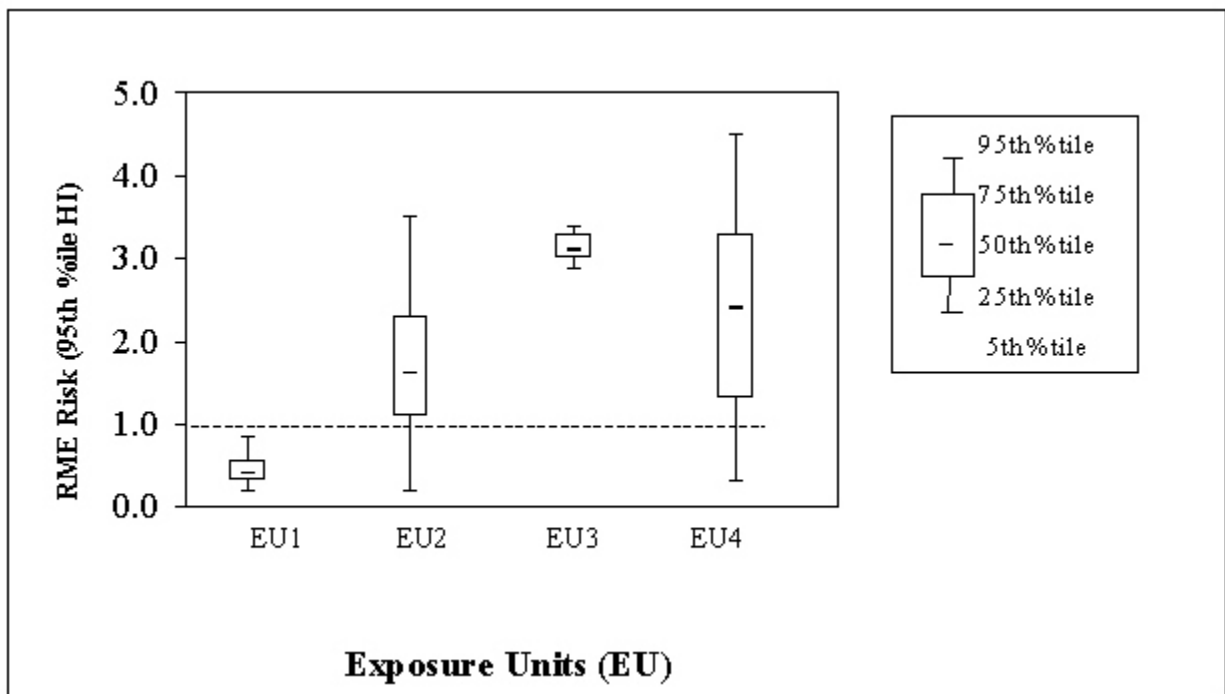 5.0
4.0
3.0
2.0
1.0
0.0
RME Risk (95th %ile HI)
EU1 EU2 EU3 EU4
Exposure Units (EU)
95th%tile
75th%tile
50th%tile
25th%tile
5th%tile